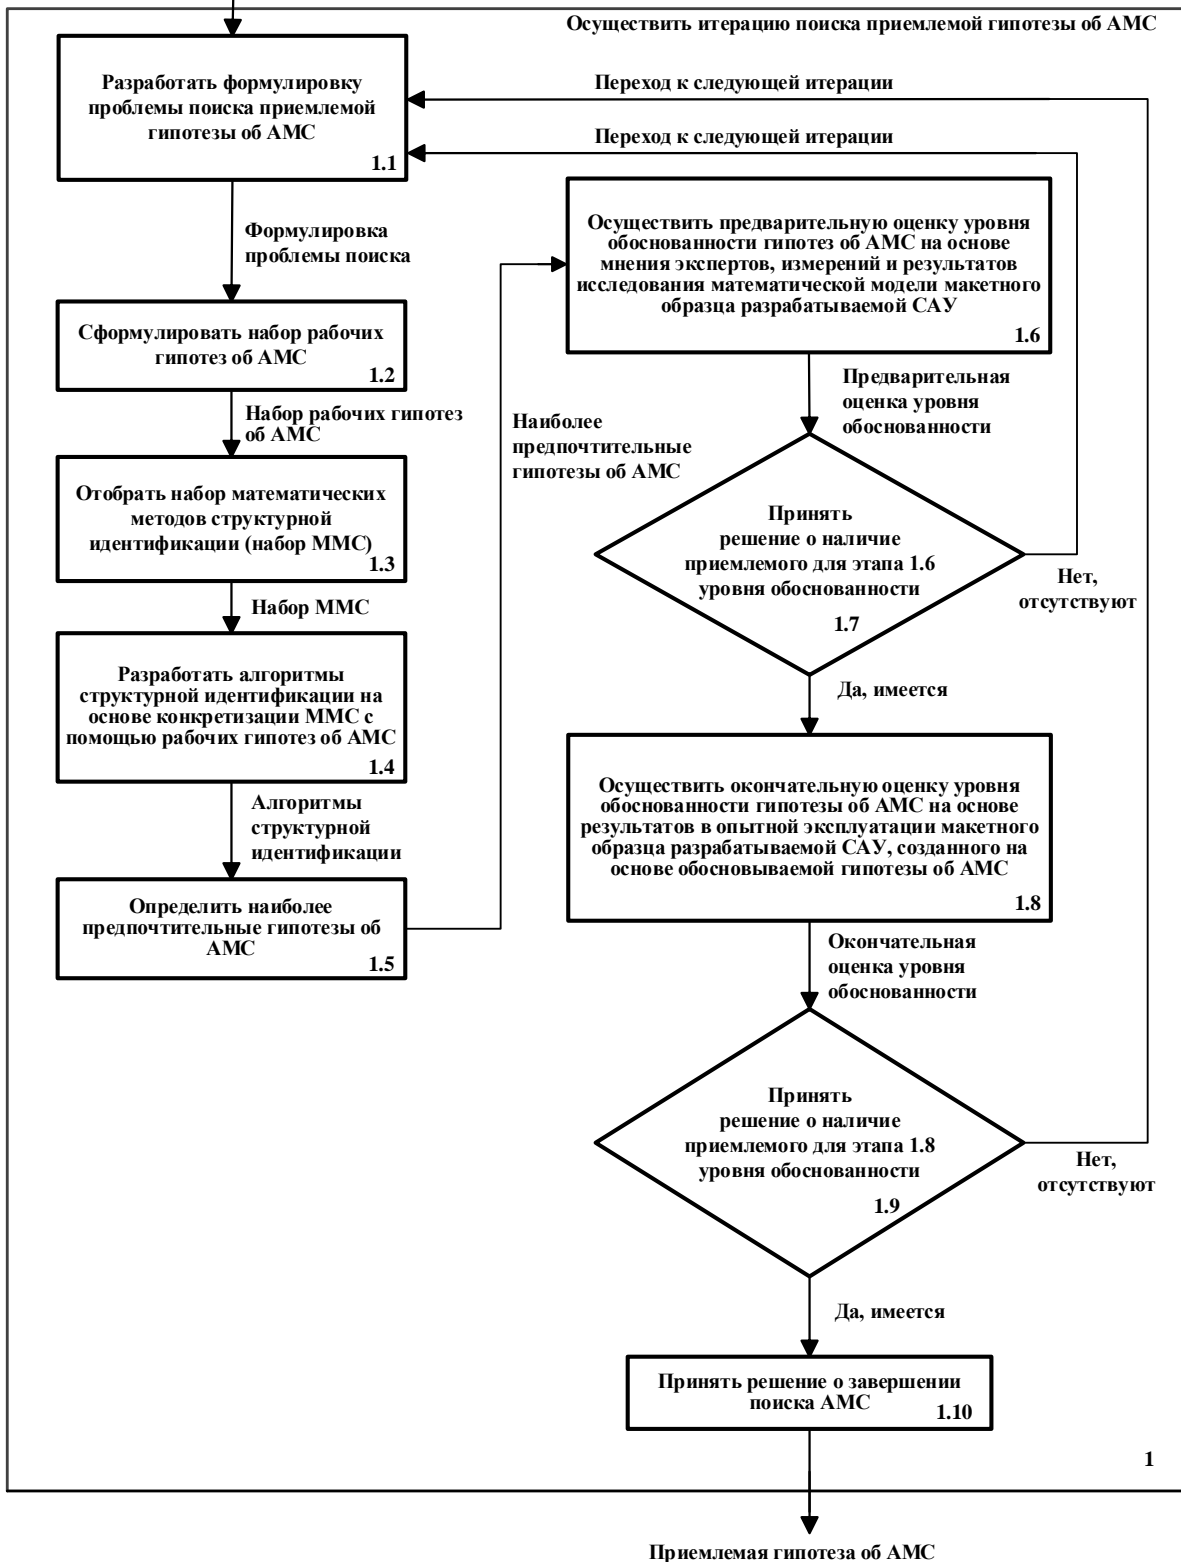 Осуществить итерацию поиска приемлемой гипотезы об АМС
Разработать формулировку
проблемы поиска приемлемой
гипотезы об АМС
1.1
Переход к следующей итерации
Переход к следующей итерации
Формулировка
проблемы поиска
Сформулировать набор рабочих
гипотез об АМС
1.2
Набор рабочих гипотез
об АМС
Отобрать набор математических
методов структурной
идентификации (набор ММС)
1.3
Набор ММС
Разработать алгоритмы
структурной идентификации на
основе конкретизации ММС с
помощью рабочих гипотез об АМС
1.4
Алгоритмы
структурной
идентификации
Определить наиболее
предпочтительные гипотезы об
АМС
1.5
Наиболее
предпочтительные
гипотезы об АМС
Осуществить предварительную оценку уровня
обоснованности гипотез об АМС на основе
мнения экспертов, измерений и результатов
исследования математической модели макетного
образца разрабатываемой САУ
1.6
Предварительная
оценка уровня
обоснованности
Принять
решение о наличие
приемлемого для этапа 1.6
уровня обоснованности
1.7
Нет,
отсутствуют
Да, имеется
Осуществить окончательную оценку уровня
обоснованности гипотезы об АМС на основе
результатов в опытной эксплуатации макетного
образца разрабатываемой САУ, созданного на
основе обосновываемой гипотезы об АМС
1.8
Окончательная
оценка уровня
обоснованности
Принять
решение о наличие
приемлемого для этапа 1.8
уровня обоснованности
1.9
Нет,
отсутствуют
Да, имеется
Принять решение о завершении
поиска АМС
1.10
1
Приемлемая гипотеза об АМС